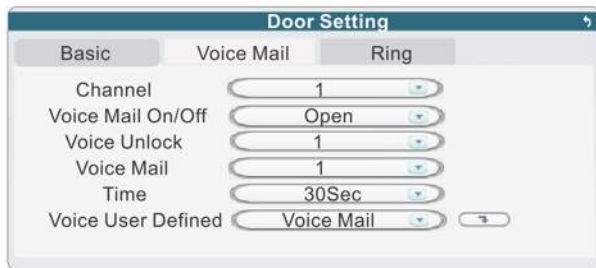 Door Setting
Basic Voice Mail Ring
Channel 1
Voice Mail On/Off Open
Voice Unlock 1
Voice Mail 1
Time 30Sec
Voice User Defined Voice Mail